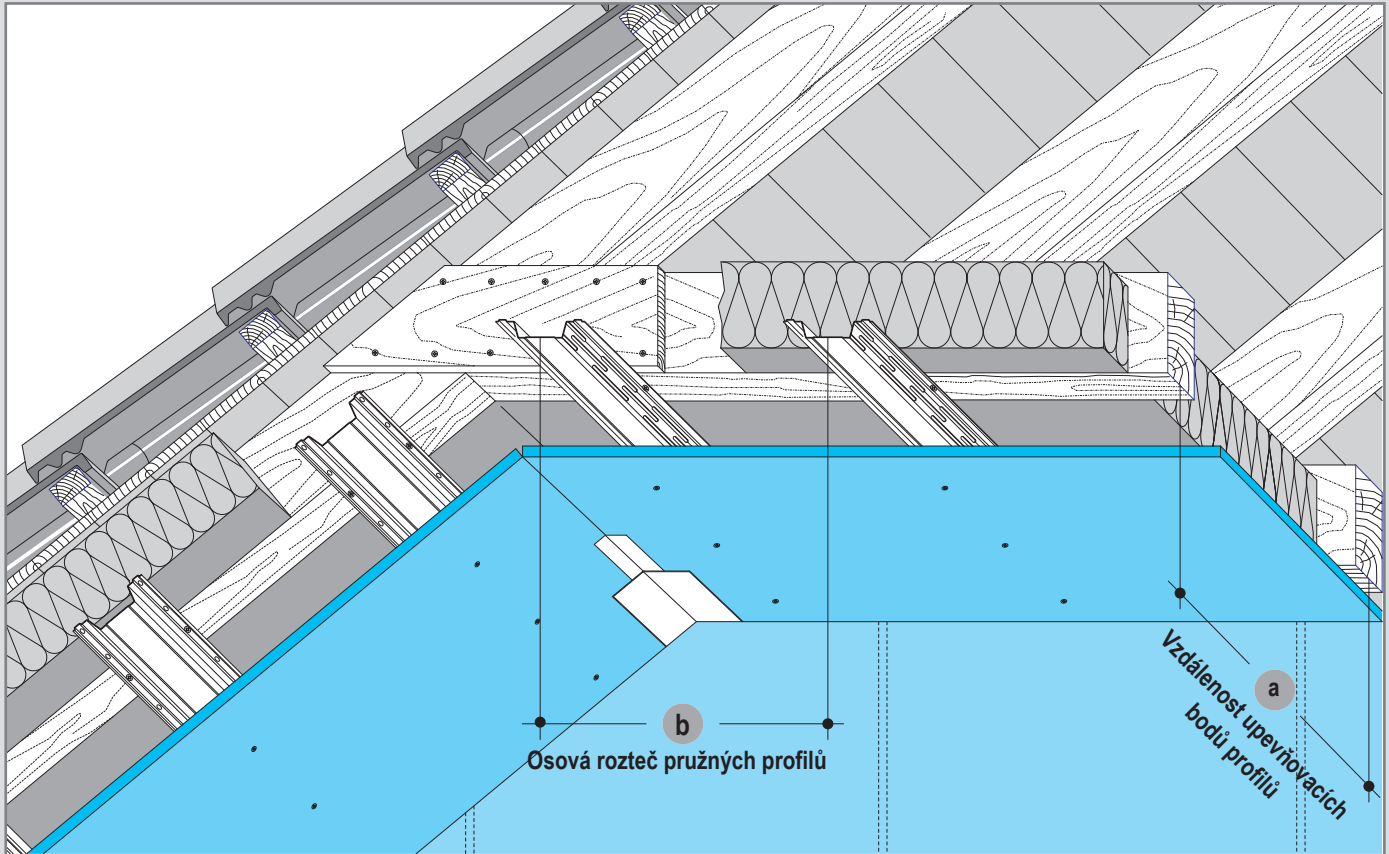 b
Osová rozteč pružných profilů
a
Vzdálenost upevňovacích
bodů profilů